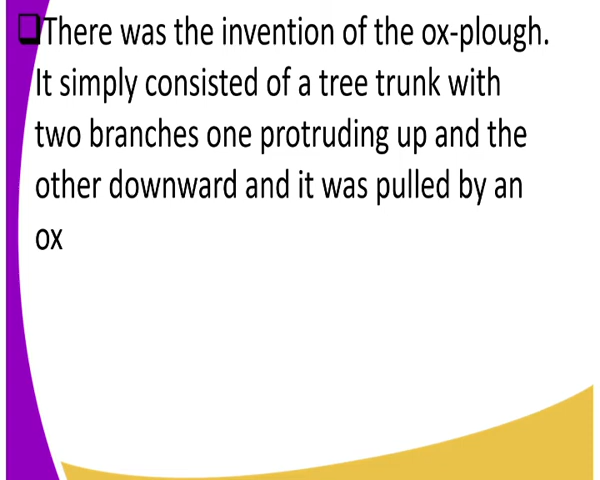 ❑There was the invention of the ox-plough.
It simply consisted of a tree trunk with
two branches one protruding up and the
other downward and it was pulled by an
ox